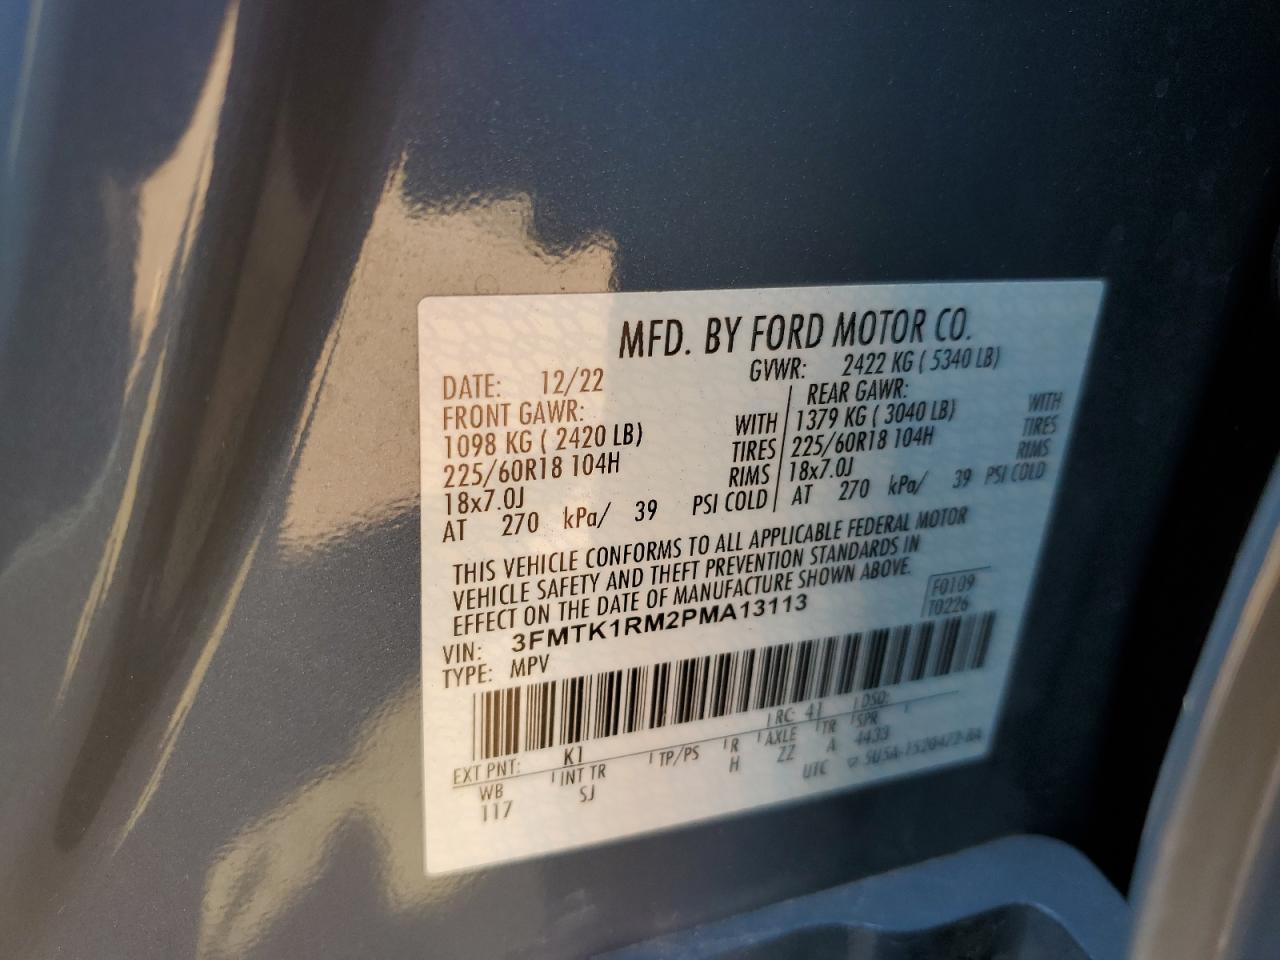 MFD. BY FORD MOTOR CO.
DATE: 12/22 GVWR: 2422 KG ( 5340 LB)
FRONT GAWR: REAR GAWR:
1098 KG ( 2420 LB) WITH 1379 KG ( 3040 LB) WITH
225/60R18 104H TIRES 225/60R18 104H TIRES
18x7.0J RIMS 18x7.0J RIMS
AT 270 kPa/ 39 PSI COLD AT 270 kPa/ 39 PSI COLD
THIS VEHICLE CONFORMS TO ALL APPLICABLE FEDERAL MOTOR
VEHICLE SAFETY AND THEFT PREVENTION STANDARDS IN
EFFECT ON THE DATE OF MANUFACTURE SHOWN ABOVE.
F0109
T0226
VIN: 3FMTK1RM2PMA13113
TYPE: MPV
EXT PNT: K1 RC: 41 DSO:
WB INT TR TP/PS R AXLE TR SPR
117 SJ H ZZ A 4433
UTC